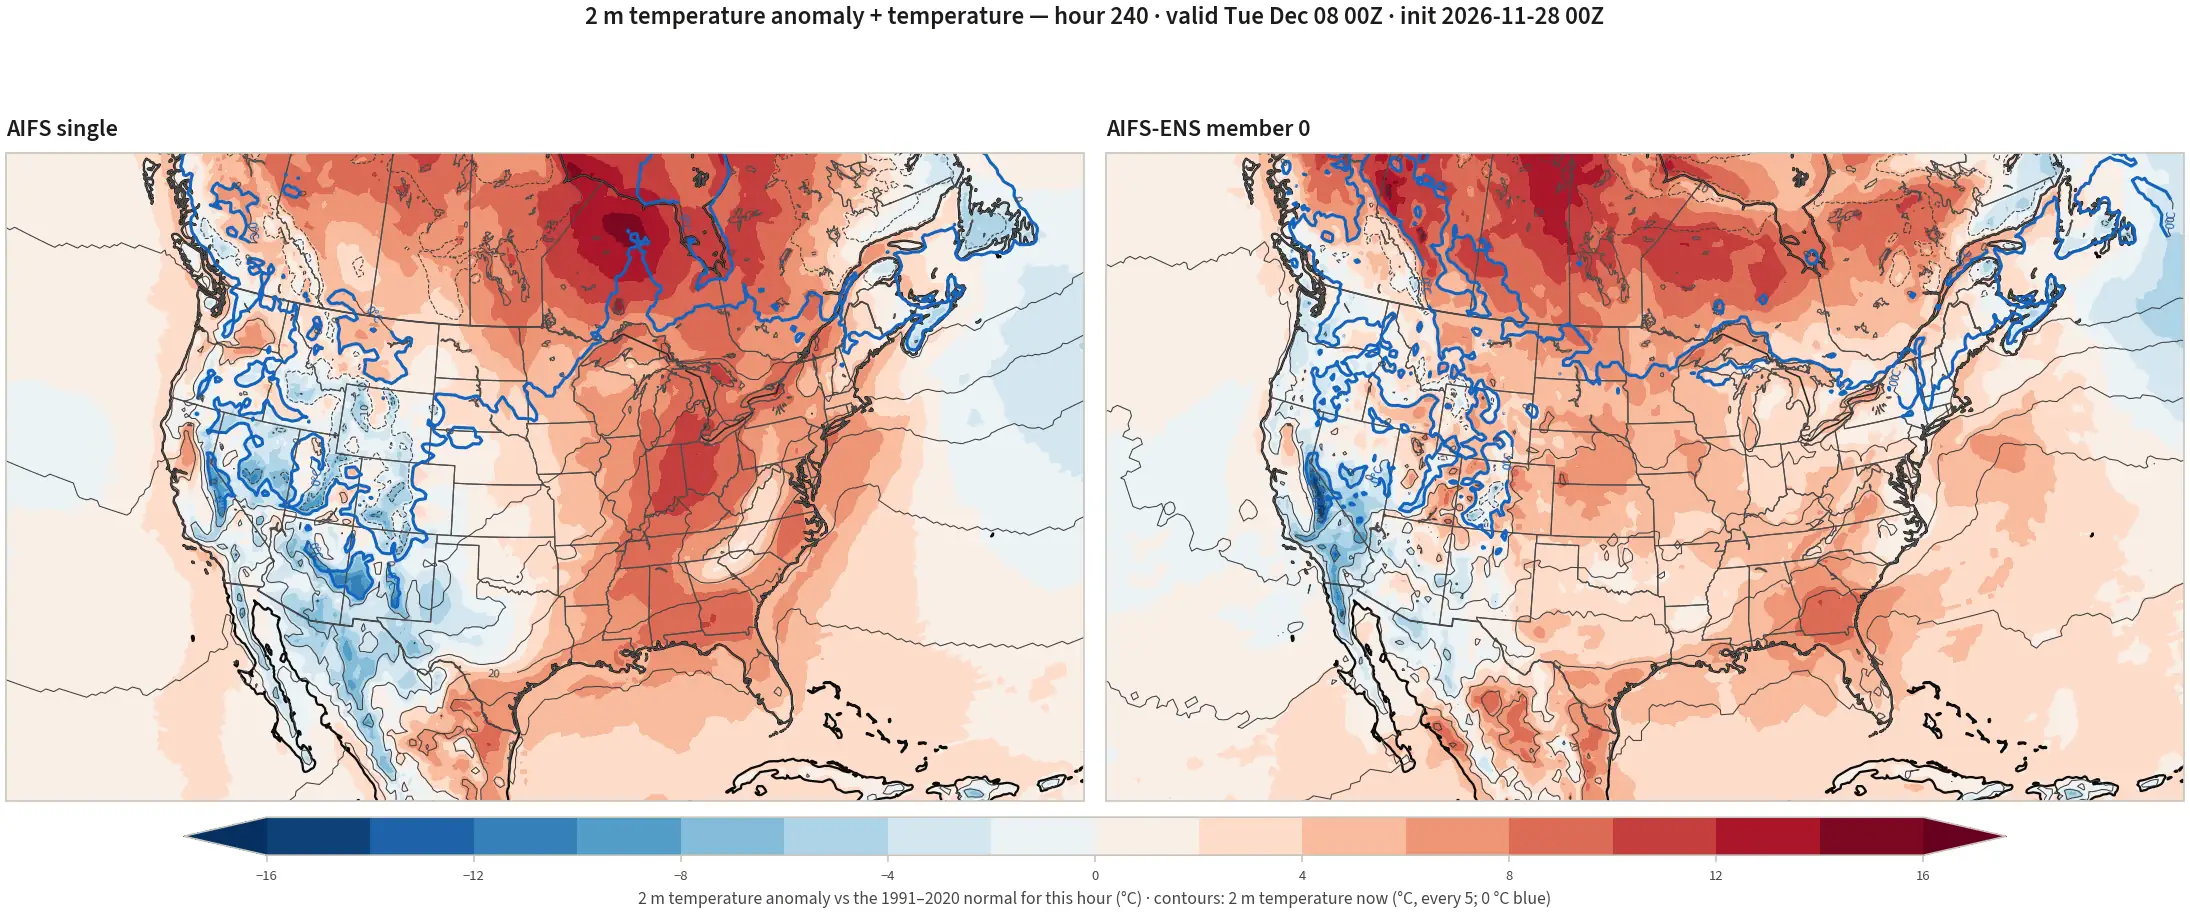 2 m temperature anomaly + temperature — hour 240 · valid Tue Dec 08 00Z · init 2026-11-28 00Z
AIFS single
AIFS-ENS member 0
20
−16 −12 −8 −4 0 4 8 12 16
2 m temperature anomaly vs the 1991–2020 normal for this hour (°C) · contours: 2 m temperature now (°C, every 5; 0 °C blue)